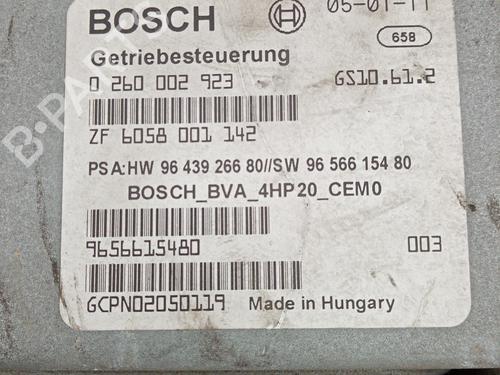 BOSCH 05-01-11
658
Getriebesteuerung
0 260 002 923 GS10.61.2
ZF 6058 001 142
PSA:HW 96 439 266 80//SW 96 566 154 80
BOSCH_BVA_4HP20_CEM0
9656615480 003
GCPN02050119 Made in Hungary
B-PARTS